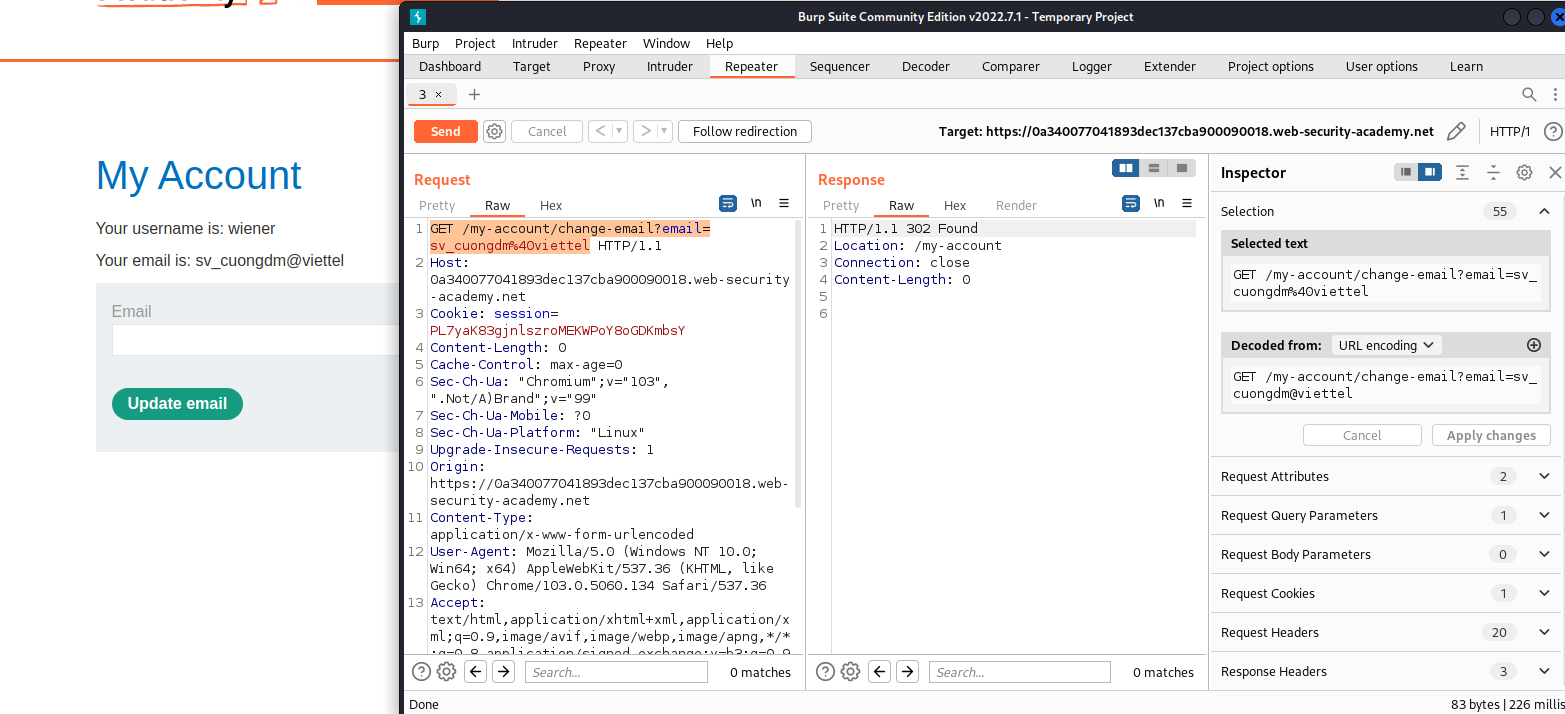 Burp Suite Community Edition v2022.7.1 - Temporary Project
Burp Project Intruder Repeater Window Help
Dashboard Target Proxy Intruder Repeater Sequencer Decoder Comparer Logger Extender Project options User options Learn
3 ×
Send Cancel < > Follow redirection Target: https://0a340077041893dec137cba900090018.web-security-academy.net HTTP/1
My Account
Your username is: wiener
Your email is: sv_cuongdm@viettel
Email
Update email
Request
Pretty Raw Hex \n
1 GET /my-account/change-email?email=
sv_cuongdm%40viettel HTTP/1.1
2 Host:
0a340077041893dec137cba900090018.web-security
-academy.net
3 Cookie: session=
PL7yaK83gjnlszroMEKWPoY8oGDKmbsY
4 Content-Length: 0
5 Cache-Control: max-age=0
6 Sec-Ch-Ua: "Chromium";v="103",
".Not/A)Brand";v="99"
7 Sec-Ch-Ua-Mobile: ?0
8 Sec-Ch-Ua-Platform: "Linux"
9 Upgrade-Insecure-Requests: 1
10 Origin:
https://0a340077041893dec137cba900090018.web-
security-academy.net
11 Content-Type:
application/x-www-form-urlencoded
12 User-Agent: Mozilla/5.0 (Windows NT 10.0;
Win64; x64) AppleWebKit/537.36 (KHTML, like
Gecko) Chrome/103.0.5060.134 Safari/537.36
13 Accept:
text/html,application/xhtml+xml,application/x
ml;q=0.9,image/avif,image/webp,image/apng,*/*
;q=0.8,application/signed-exchange;v=b3;q=0.9
Search... 0 matches
Response
Pretty Raw Hex Render \n
1 HTTP/1.1 302 Found
2 Location: /my-account
3 Connection: close
4 Content-Length: 0
5
6
Search... 0 matches
Inspector
Selection 55
Selected text
GET /my-account/change-email?email=sv_
cuongdm%40viettel
Decoded from: URL encoding
GET /my-account/change-email?email=sv_
cuongdm@viettel
Cancel Apply changes
Request Attributes 2
Request Query Parameters 1
Request Body Parameters 0
Request Cookies 1
Request Headers 20
Response Headers 3
Done 83 bytes | 226 millis